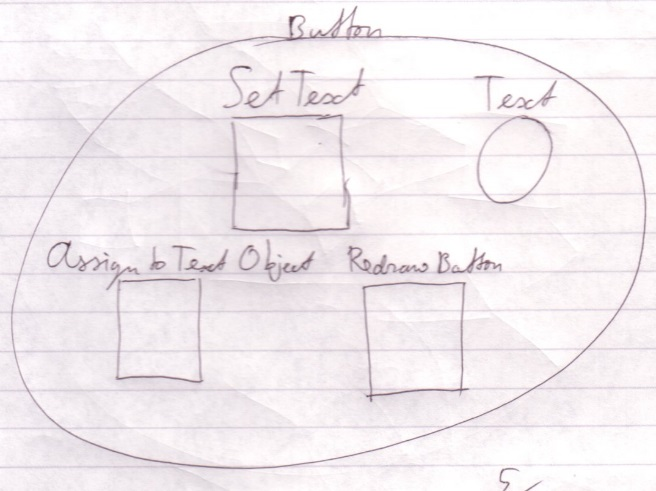 Button
Set Text
Text
Assign to Text Object
Redraw Button